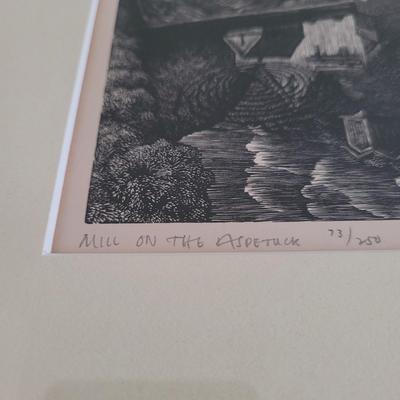 MILL ON THE ASPETUCK 73/250